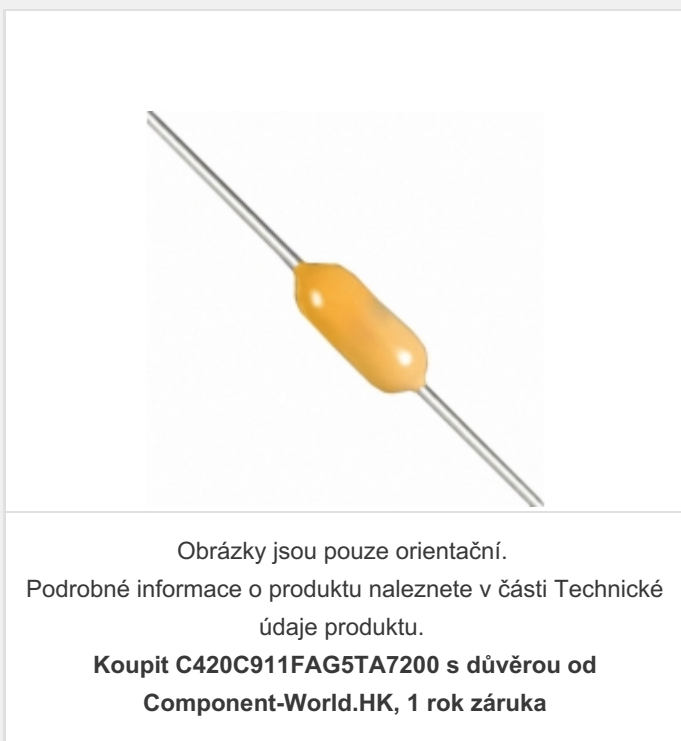 Obrázky jsou pouze orientační.
Podrobné informace o produktu naleznete v části Technické
údaje produktu.
Koupit C420C911FAG5TA7200 s důvěrou od
Component-World.HK, 1 rok záruka